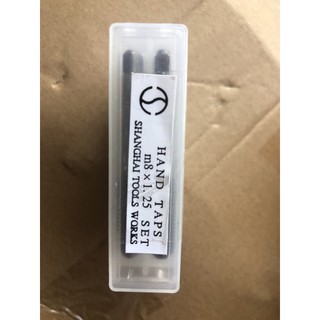 HAND TAPS
m8×1.25 SET
SHANGHAI TOOLS WORKS